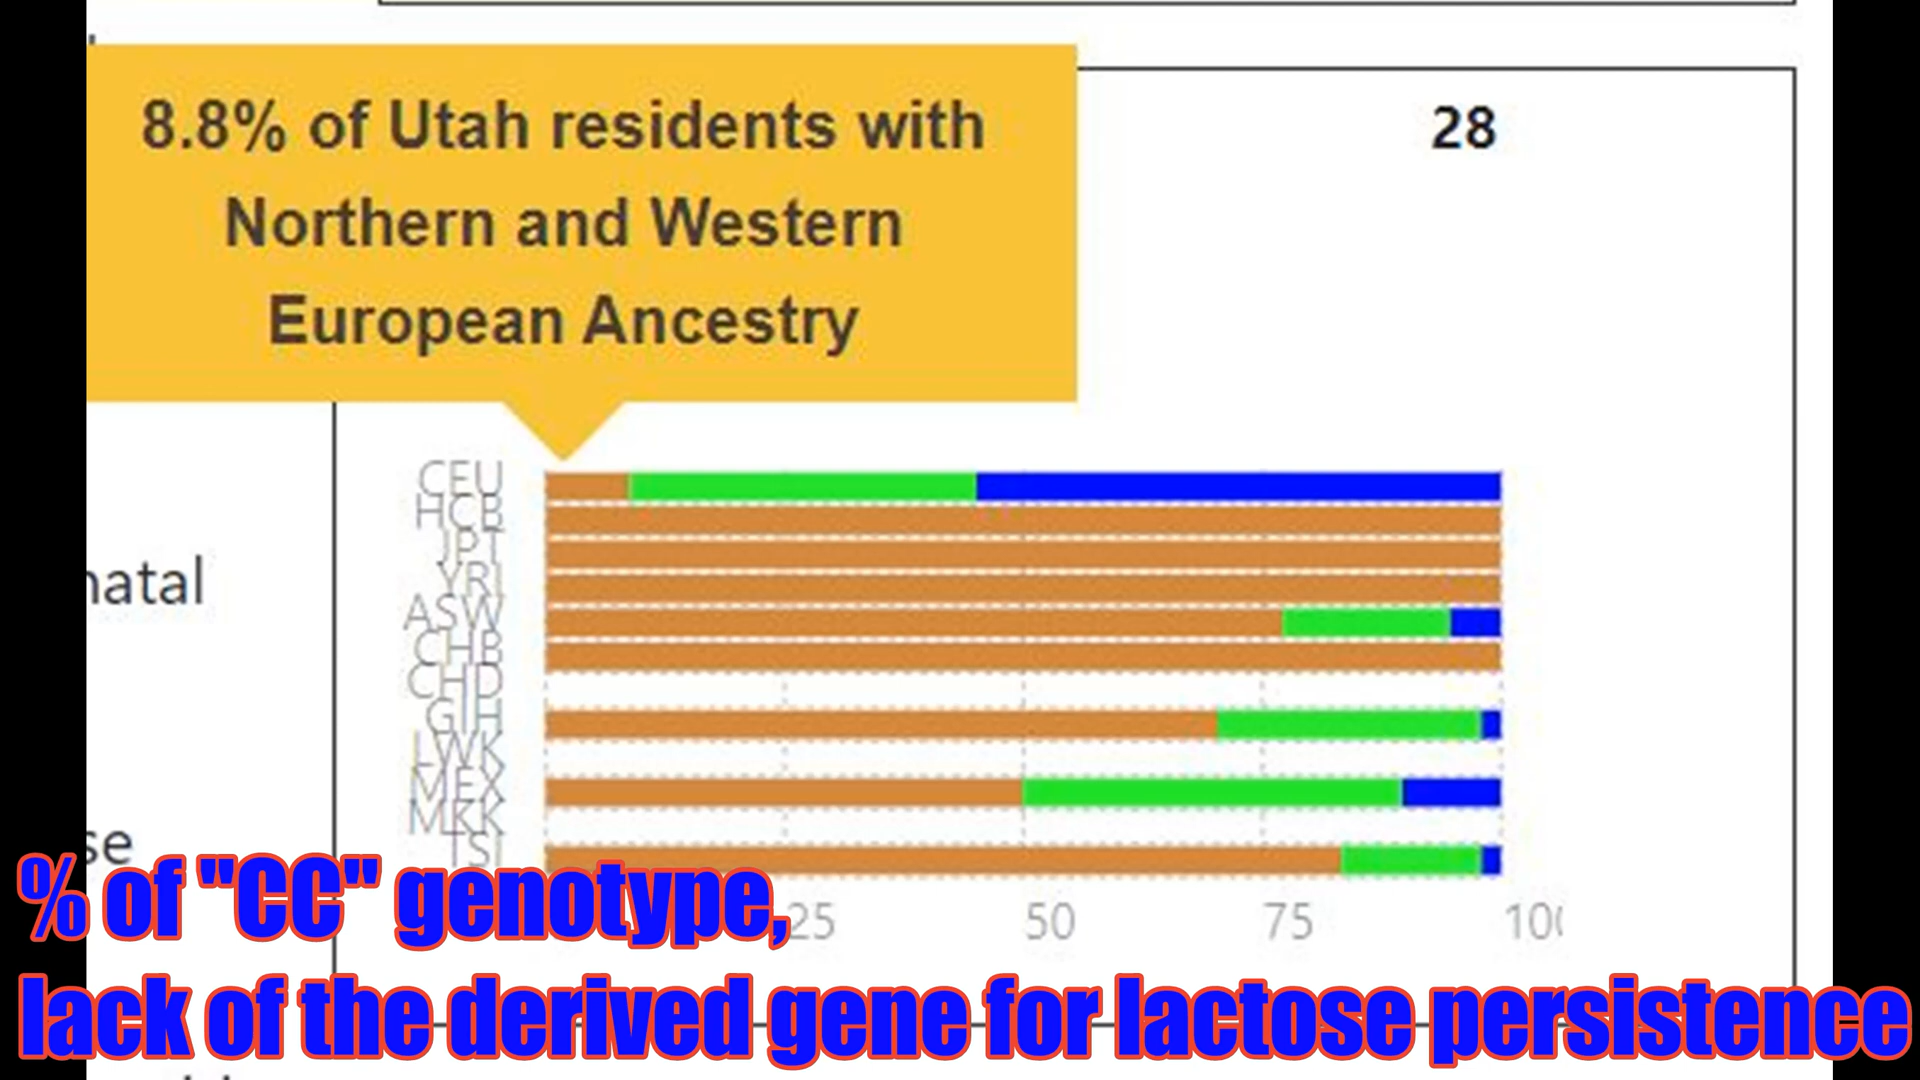 8.8% of Utah residents with
Northern and Western
European Ancestry
28
CEU
HCB
JPT
YRI
ASW
CHB
CHD
GIH
LWK
MEX
MKK
TSI
natal
se
25 50 75
% of "CC" genotype,
lack of the derived gene for lactose persistence